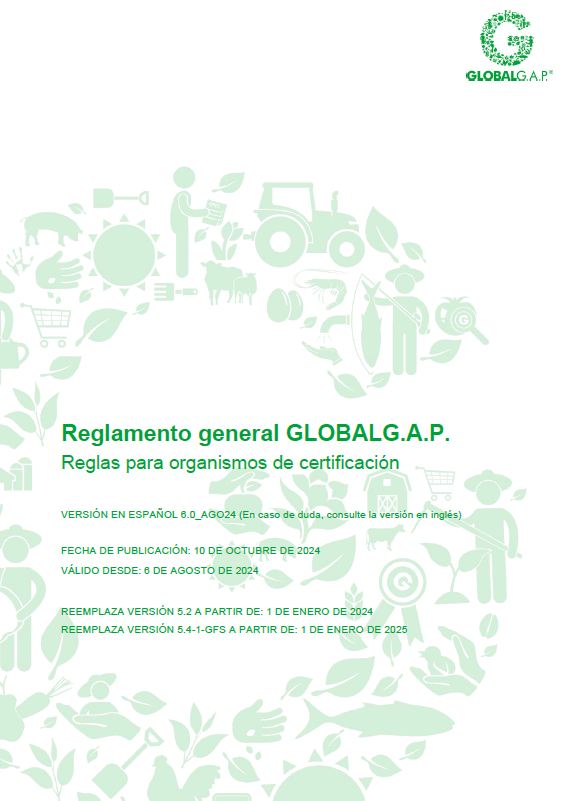 GLOBALG.A.P.®
Reglamento general GLOBALG.A.P.
Reglas para organismos de certificación
VERSIÓN EN ESPAÑOL 6.0_AGO24 (En caso de duda, consulte la versión en inglés)
FECHA DE PUBLICACIÓN: 10 DE OCTUBRE DE 2024
VÁLIDO DESDE: 6 DE AGOSTO DE 2024
REEMPLAZA VERSIÓN 5.2 A PARTIR DE: 1 DE ENERO DE 2024
REEMPLAZA VERSIÓN 5.4-1-GFS A PARTIR DE: 1 DE ENERO DE 2025